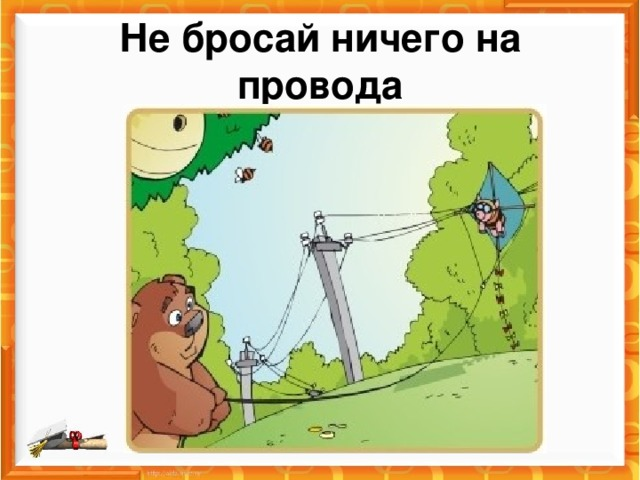 Не бросай ничего на
провода